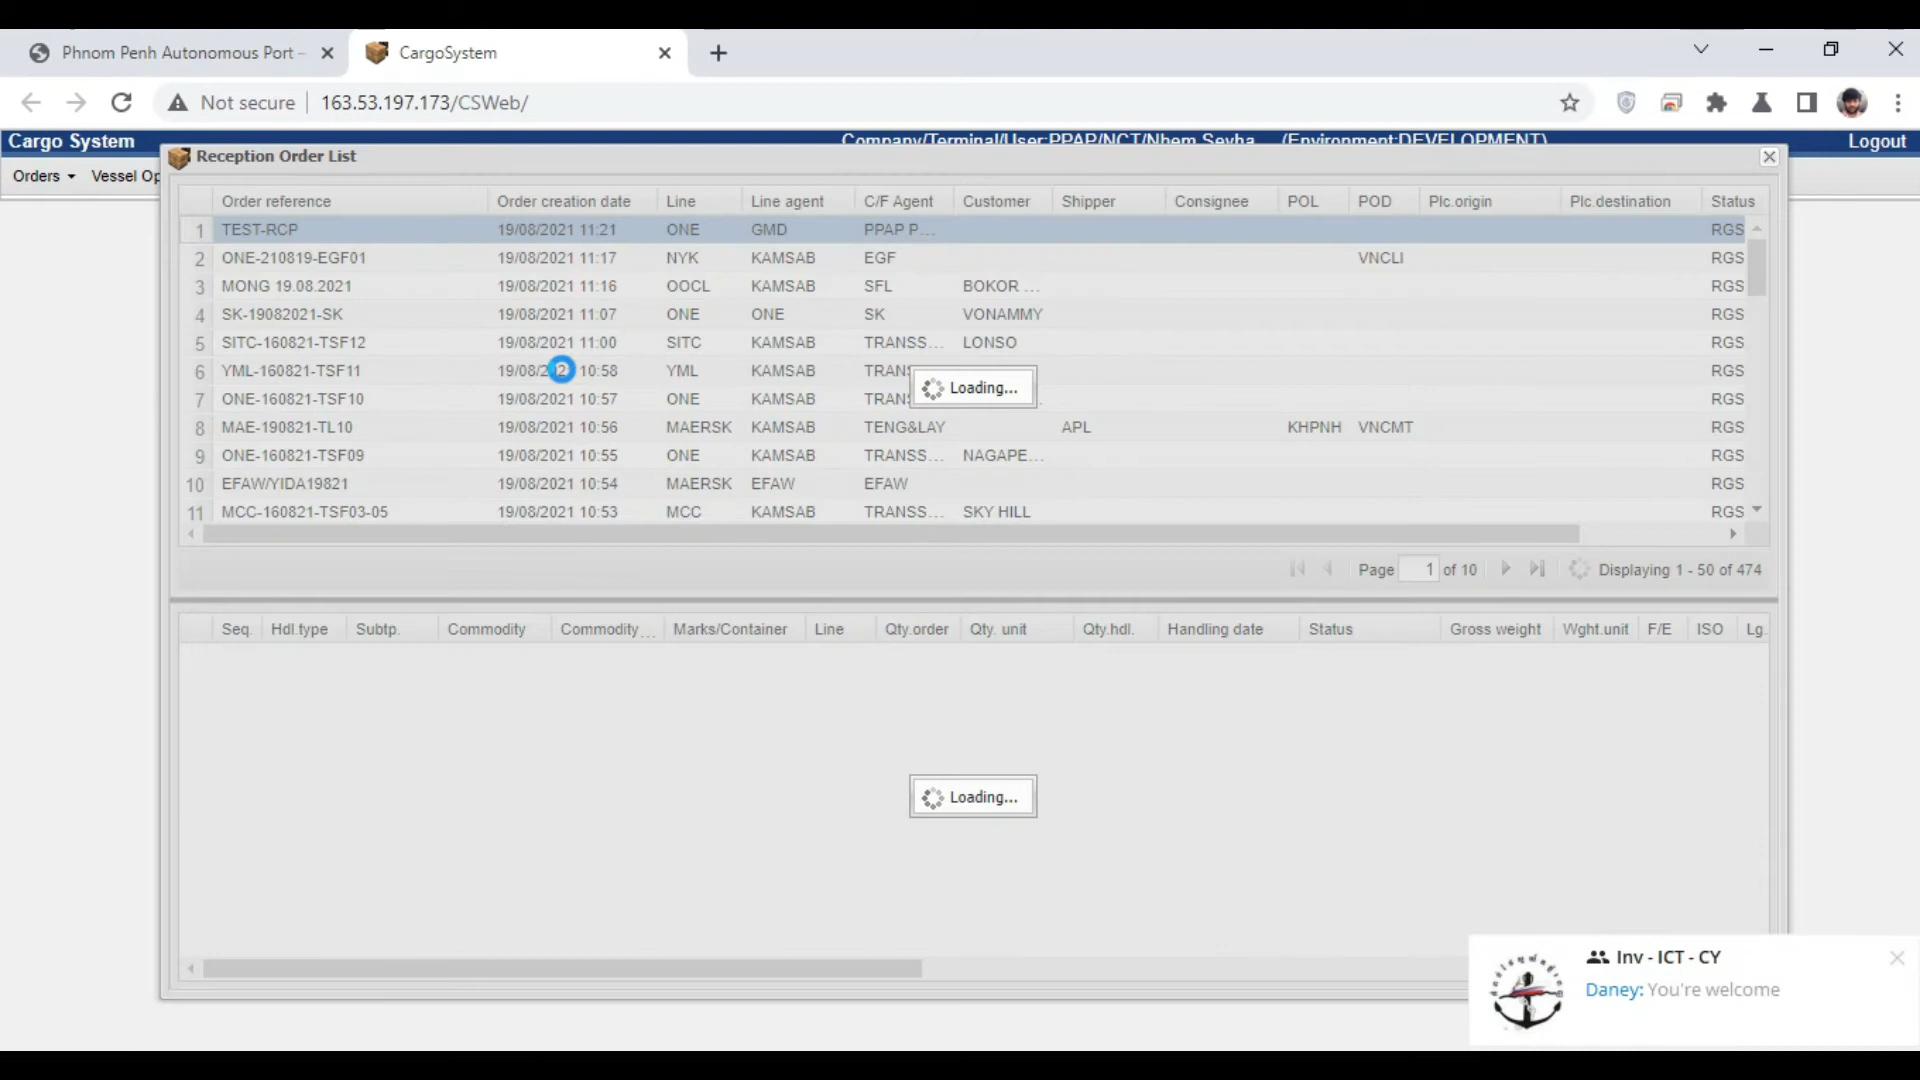 Phnom Penh Autonomous Port –
CargoSystem
Not secure
163.53.197.173/CSWeb/
Cargo System
Company/Terminal/User:PPAP/NCT/Nhem Seyha
(Environment:DEVELOPMENT)
Logout
Orders
Vessel Op
Reception Order List
Order reference Order creation date Line Line agent C/F Agent Customer Shipper Consignee POL POD Plc.origin Plc.destination Status
1 TEST-RCP 19/08/2021 11:21 ONE GMD PPAP P... RGS
2 ONE-210819-EGF01 19/08/2021 11:17 NYK KAMSAB EGF VNCLI RGS
3 MONG 19.08.2021 19/08/2021 11:16 OOCL KAMSAB SFL BOKOR ... RGS
4 SK-19082021-SK 19/08/2021 11:07 ONE ONE SK VONAMMY RGS
5 SITC-160821-TSF12 19/08/2021 11:00 SITC KAMSAB TRANSS... LONSO RGS
6 YML-160821-TSF11 10:58 YML KAMSAB RGS
7 ONE-160821-TSF10 19/08/2021 10:57 ONE KAMSAB RGS
8 MAE-190821-TL10 19/08/2021 10:56 MAERSK KAMSAB TENG&LAY APL KHPNH VNCMT RGS
9 ONE-160821-TSF09 19/08/2021 10:55 ONE KAMSAB TRANSS... NAGAPE... RGS
10 EFAW/YIDA19821 19/08/2021 10:54 MAERSK EFAW EFAW RGS
11 MCC-160821-TSF03-05 19/08/2021 10:53 MCC KAMSAB TRANSS... SKY HILL RGS
Loading...
Page 1 of 10
Displaying 1 - 50 of 474
Seq. Hdl.type Subtp. Commodity Commodity... Marks/Container Line Qty.order Qty. unit Qty.hdl. Handling date Status Gross weight Wght.unit F/E ISO Lg.
Loading...
Inv - ICT - CY
Daney: You're welcome